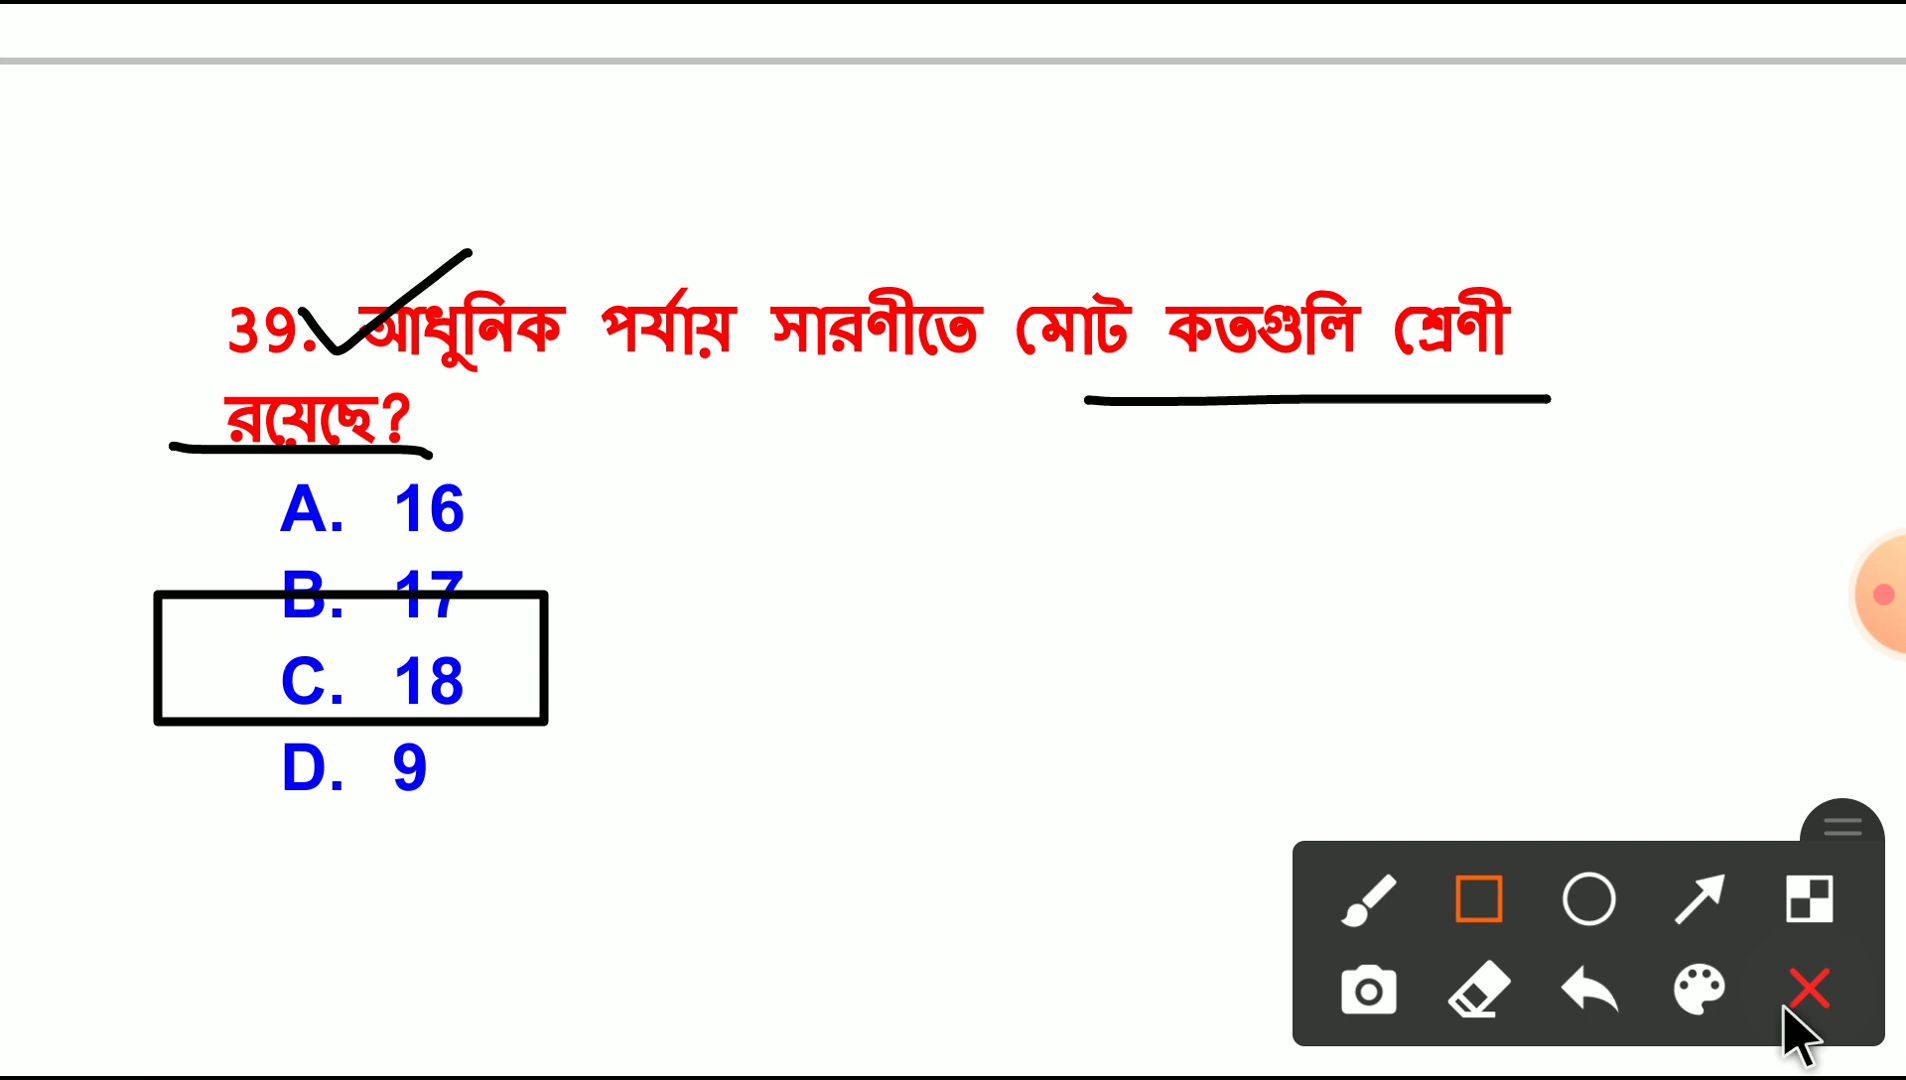 39. আধুনিক পর্যায় সারণীতে মোট কতগুলি শ্রেণী
রয়েছে?
A. 16
B. 17
C. 18
D. 9